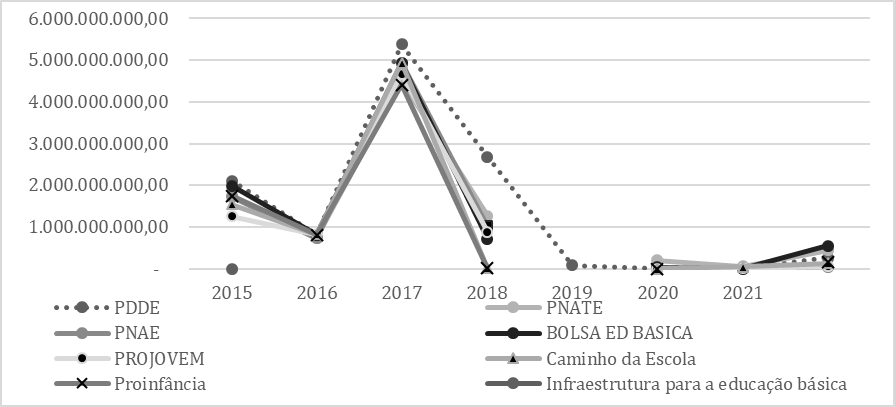 6.000.000.000,00
5.000.000.000,00
4.000.000.000,00
3.000.000.000,00
2.000.000.000,00
1.000.000.000,00
-
2015 2016 2017 2018 2019 2020 2021
PDDE PNATE
PNAE BOLSA ED BASICA
PROJOVEM Caminho da Escola
Proinfância Infraestrutura para a educação básica